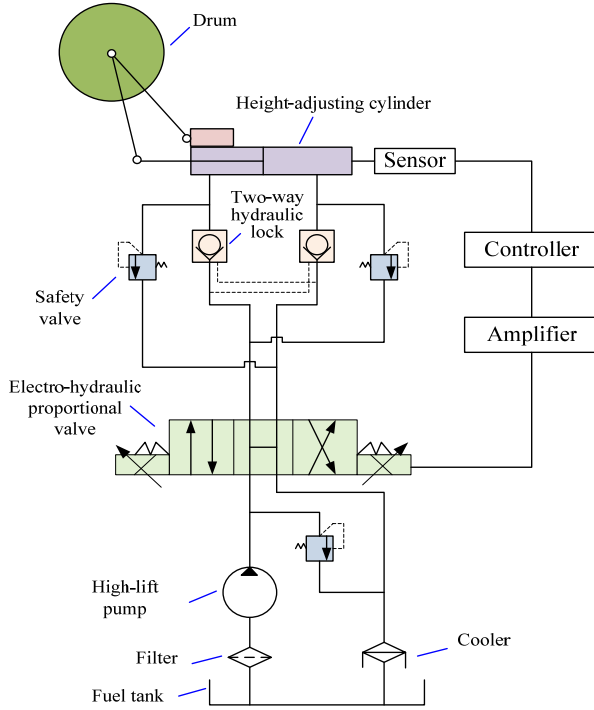 Drum
Height-adjusting cylinder
Sensor
Two-way
hydraulic
lock
Controller
Safety
valve
Amplifier
Electro-hydraulic
proportional
valve
High-lift
pump
Filter
Cooler
Fuel tank